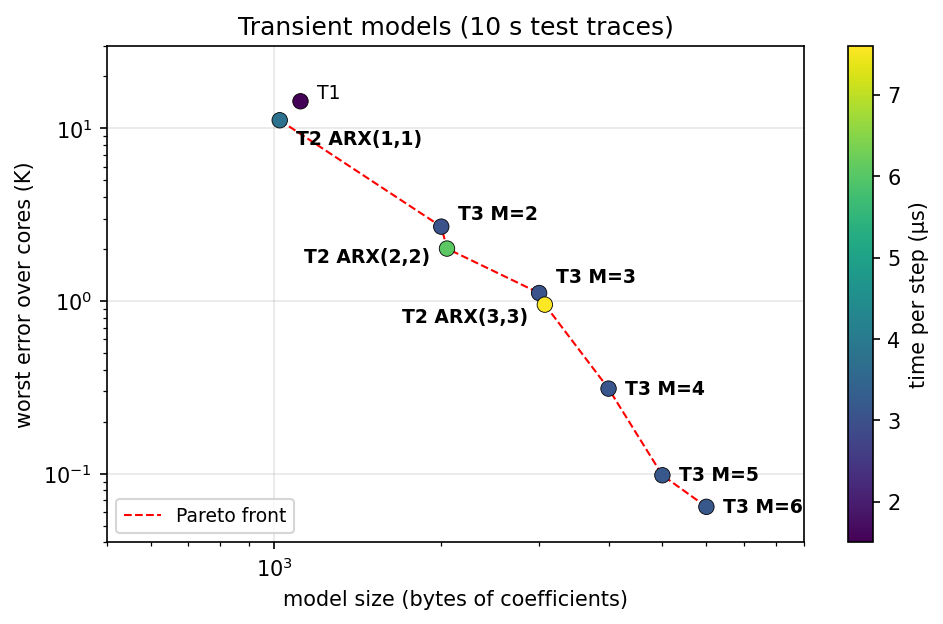 Transient models (10 s test traces)
T1
T2 ARX(1,1)
T3 M=2
T2 ARX(2,2)
T3 M=3
T2 ARX(3,3)
T3 M=4
T3 M=5
T3 M=6
Pareto front
10¹
10⁰
10⁻¹
worst error over cores (K)
10³
model size (bytes of coefficients)
7
6
5
4
3
2
time per step (µs)